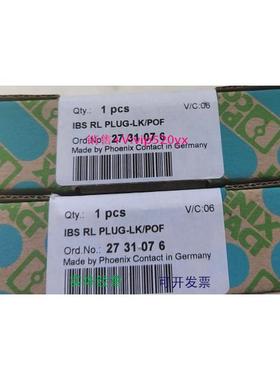 Qty.: 1 pcs V/C:06
IBS RL PLUG-LK/POF
Ord.No.: 27 31 07 6
Made by Phoenix Contact in Germany
Qty.: 1 pcs V/C:06
IBS RL PLUG-LK/POF
Ord.No.: 27 31 07 6
Made by Phoenix Contact in Germany
可开发票